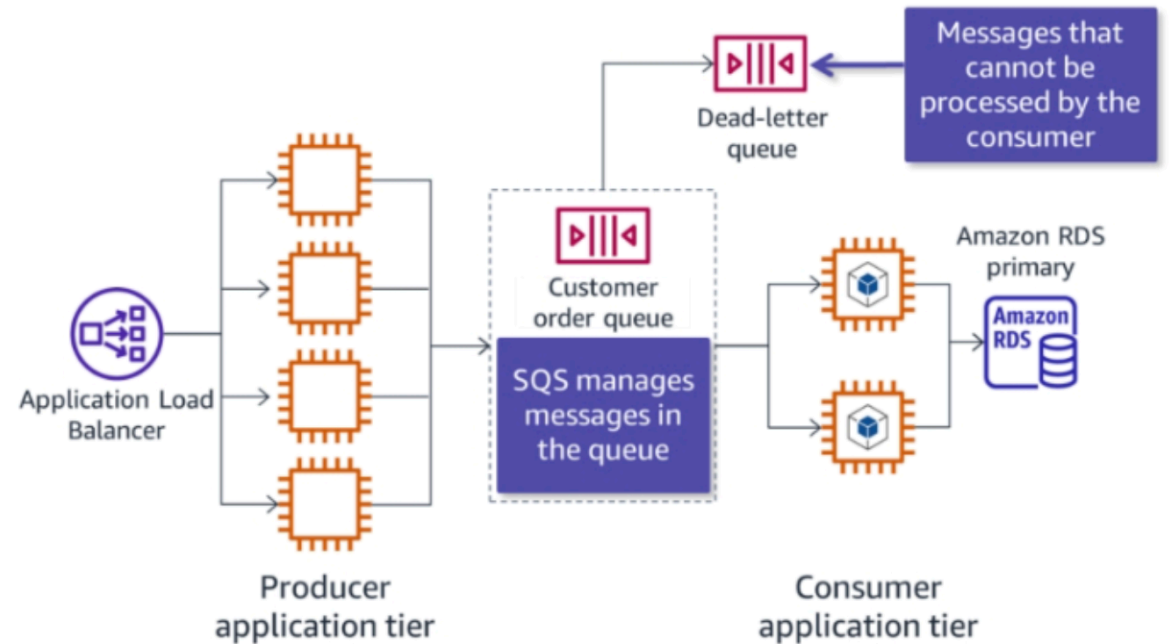 Messages that
cannot be
processed by the
consumer
Dead-letter
queue
Customer
order queue
SQS manages
messages in
the queue
Amazon RDS
primary
Amazon
RDS
Application Load
Balancer
Producer
application tier
Consumer
application tier